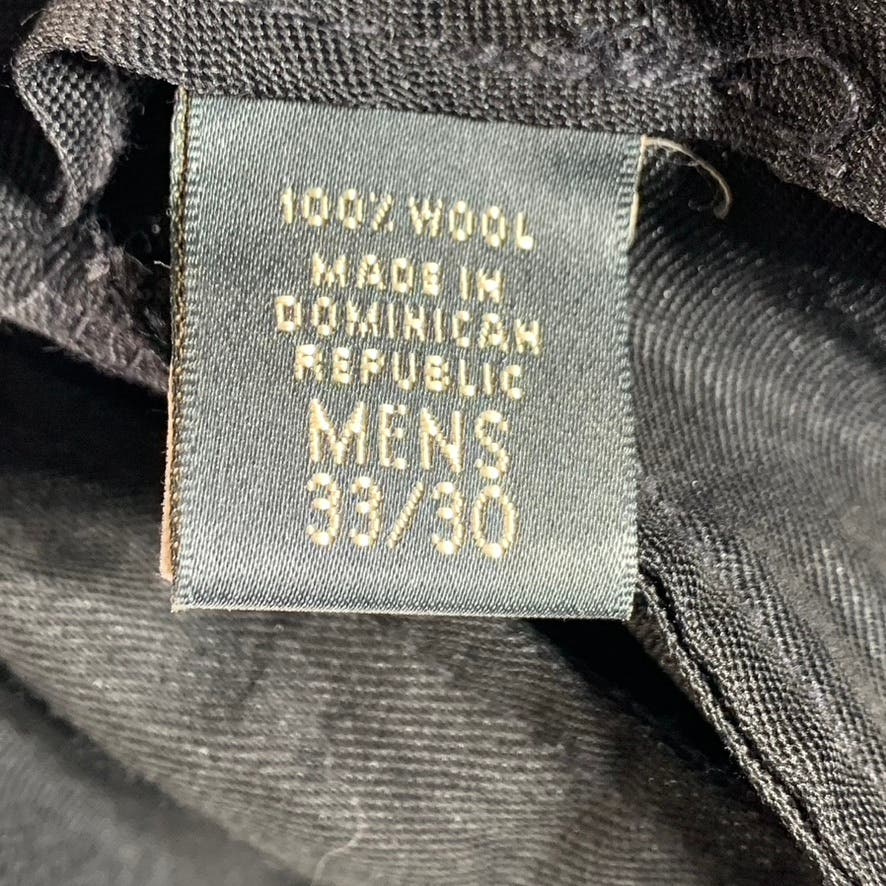 100% WOOL
MADE IN
DOMINICAN
REPUBLIC
MENS
33/30